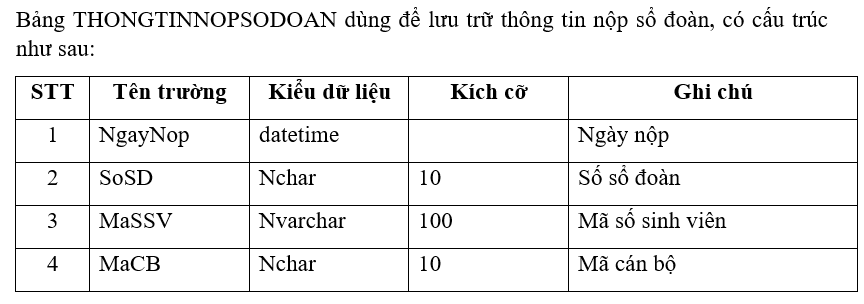 Bảng THONGTINNOPSODOAN dùng để lưu trữ thông tin nộp sổ đoàn, có cấu trúc
như sau:
STT Tên trường Kiểu dữ liệu Kích cỡ Ghi chú
1 NgayNop datetime Ngày nộp
2 SoSD Nchar 10 Số sổ đoàn
3 MaSSV Nvarchar 100 Mã số sinh viên
4 MaCB Nchar 10 Mã cán bộ